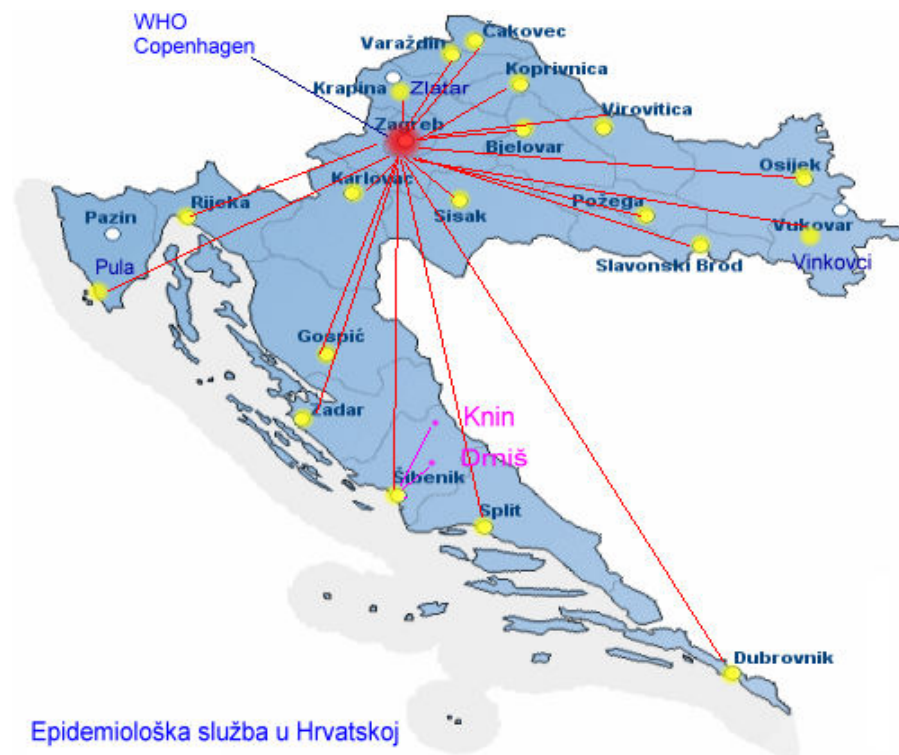 WHO
Copenhagen
Čakovec
Varaždin
Koprivnica
Krapina
Zlatar
Virovitica
Zagreb
Bjelovar
Osijek
Karlovac
Sisak
Požega
Rijeka
Pazin
Vukovar
Vinkovci
Slavonski Brod
Pula
Gospić
Zadar
Knin
Drniš
Šibenik
Split
Dubrovnik
Epidemiološka služba u Hrvatskoj